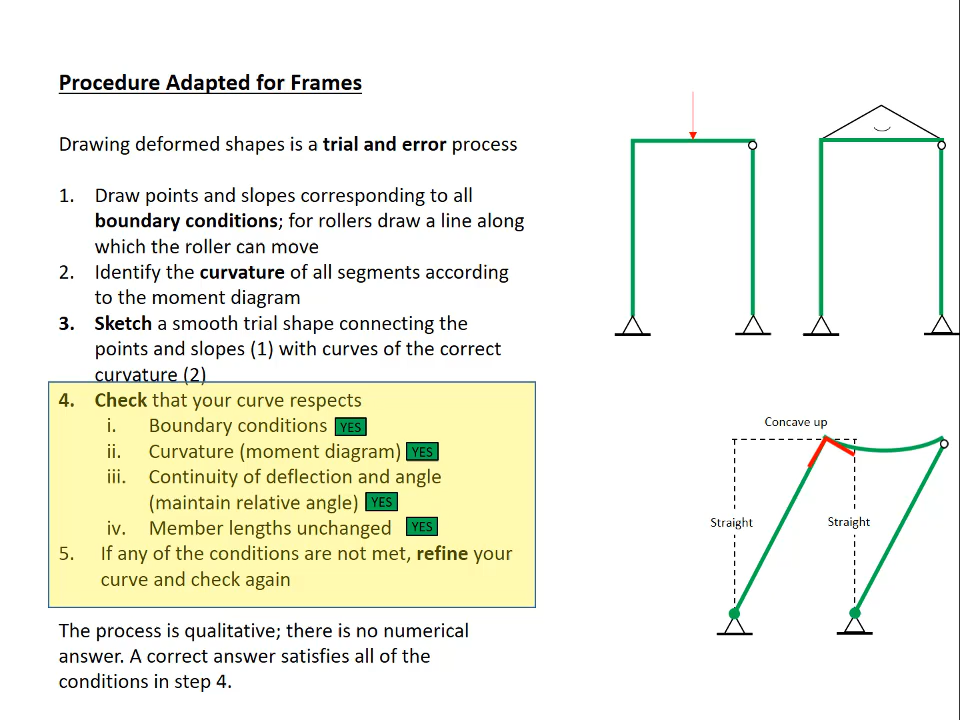 Procedure Adapted for Frames
Drawing deformed shapes is a trial and error process
1. Draw points and slopes corresponding to all
boundary conditions; for rollers draw a line along
which the roller can move
2. Identify the curvature of all segments according
to the moment diagram
3. Sketch a smooth trial shape connecting the
points and slopes (1) with curves of the correct
curvature (2)
4. Check that your curve respects
i. Boundary conditions YES
ii. Curvature (moment diagram) YES
iii. Continuity of deflection and angle
(maintain relative angle) YES
iv. Member lengths unchanged YES
5. If any of the conditions are not met, refine your
curve and check again
The process is qualitative; there is no numerical
answer. A correct answer satisfies all of the
conditions in step 4.
Concave up
Straight
Straight